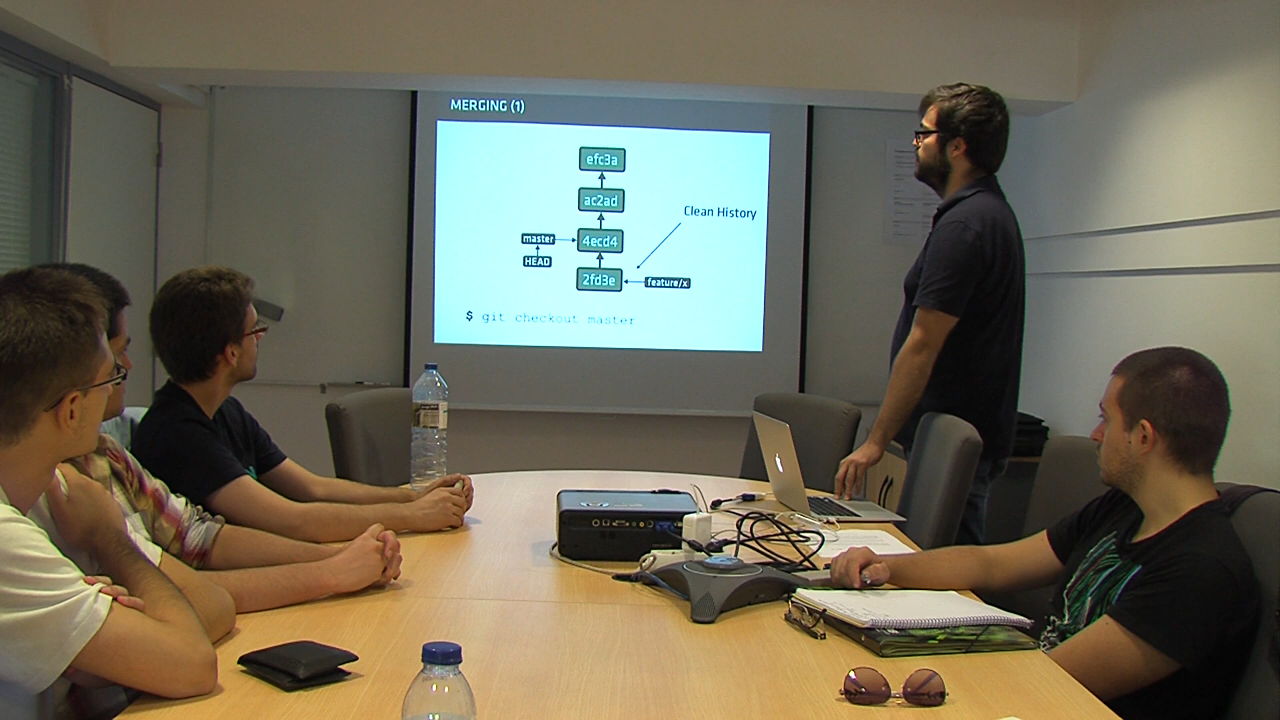 MERGING (1)
efc3a
ac2ad
Clean History
master
4ecd4
HEAD
2fd3e
feature/x
$ git checkout master